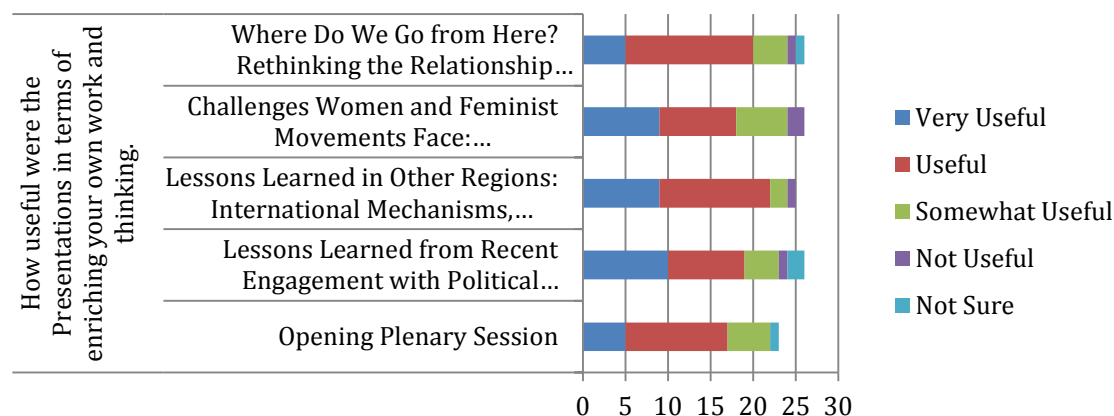 How useful were the
Presentations in terms of
enriching your own work and
thinking.
Where Do We Go from Here?
Rethinking the Relationship…
Challenges Women and Feminist
Movements Face:…
Lessons Learned in Other Regions:
International Mechanisms,…
Lessons Learned from Recent
Engagement with Political…
Opening Plenary Session
0 5 10 15 20 25 30
Very Useful
Useful
Somewhat Useful
Not Useful
Not Sure